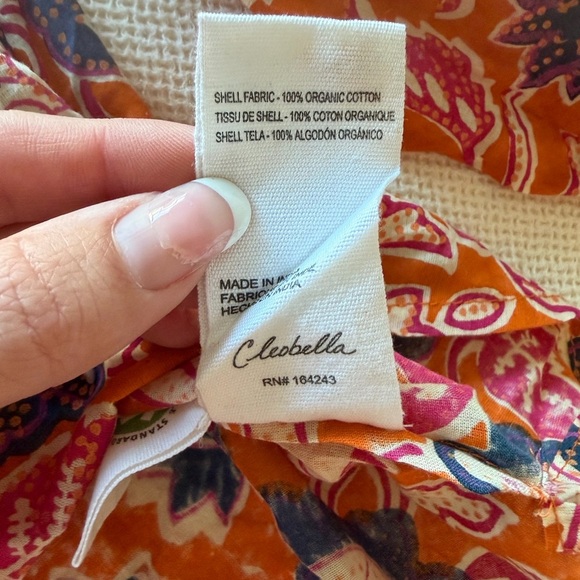 SHELL FABRIC - 100% ORGANIC COTTON
TISSU DE SHELL - 100% COTON ORGANIQUE
SHELL TELA - 100% ALGODÓN ORGÁNICO
MADE IN
Cleobella
RN# 164243